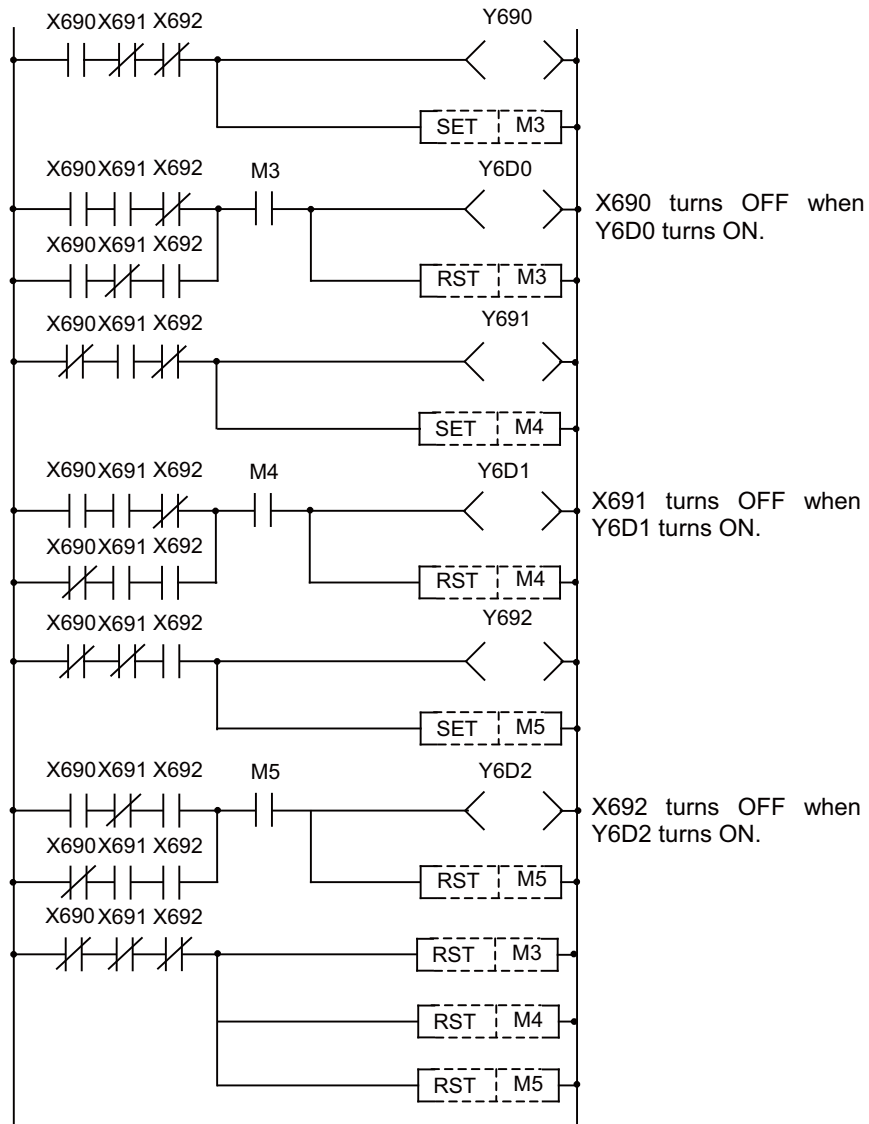 X690 X691 X692 Y690
SET M3
X690 X691 X692 M3 Y6D0
X690 turns OFF when
Y6D0 turns ON.
X690 X691 X692
RST M3
X690 X691 X692 Y691
SET M4
X690 X691 X692 M4 Y6D1
X691 turns OFF when
Y6D1 turns ON.
X690 X691 X692
RST M4
X690 X691 X692 Y692
SET M5
X690 X691 X692 M5 Y6D2
X692 turns OFF when
Y6D2 turns ON.
X690 X691 X692
RST M5
X690 X691 X692
RST M3
RST M4
RST M5